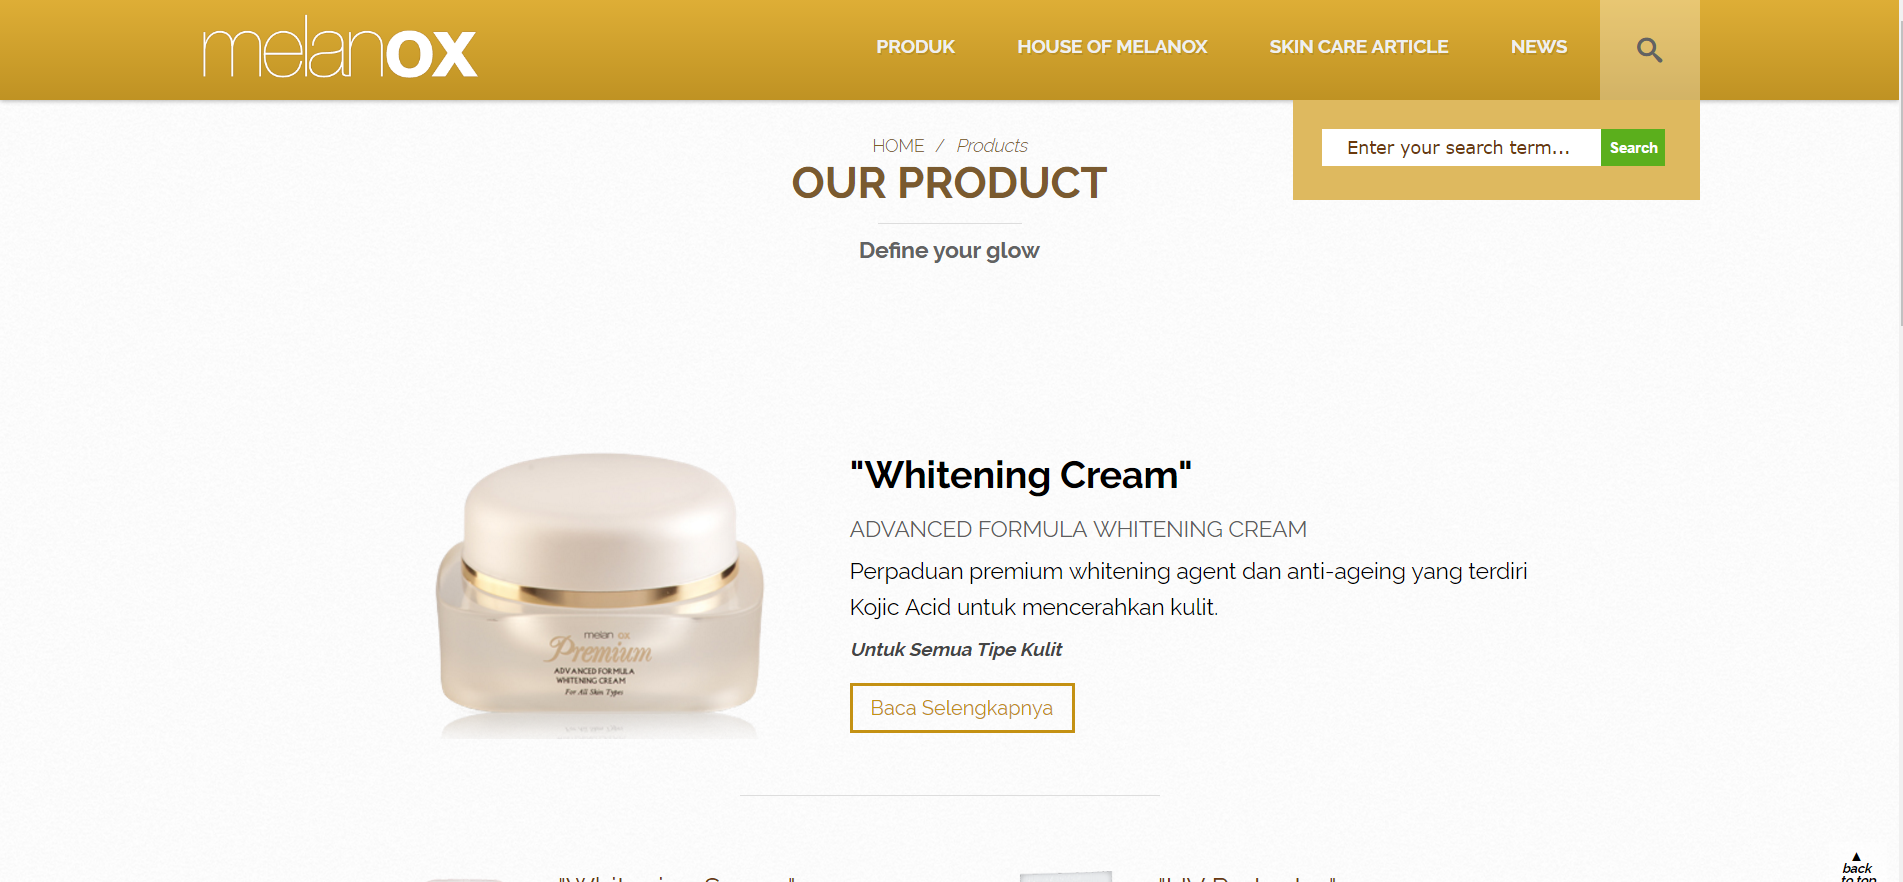 melanox
PRODUK
HOUSE OF MELANOX
SKIN CARE ARTICLE
NEWS
Enter your search term...
Search
HOME / Products
OUR PRODUCT
Define your glow
"Whitening Cream"
ADVANCED FORMULA WHITENING CREAM
Perpaduan premium whitening agent dan anti-ageing yang terdiri
Kojic Acid untuk mencerahkan kulit.
Untuk Semua Tipe Kulit
Baca Selengkapnya
melan ox
Premium
ADVANCED FORMULA
WHITENING CREAM
For All Skin Types
back
to top